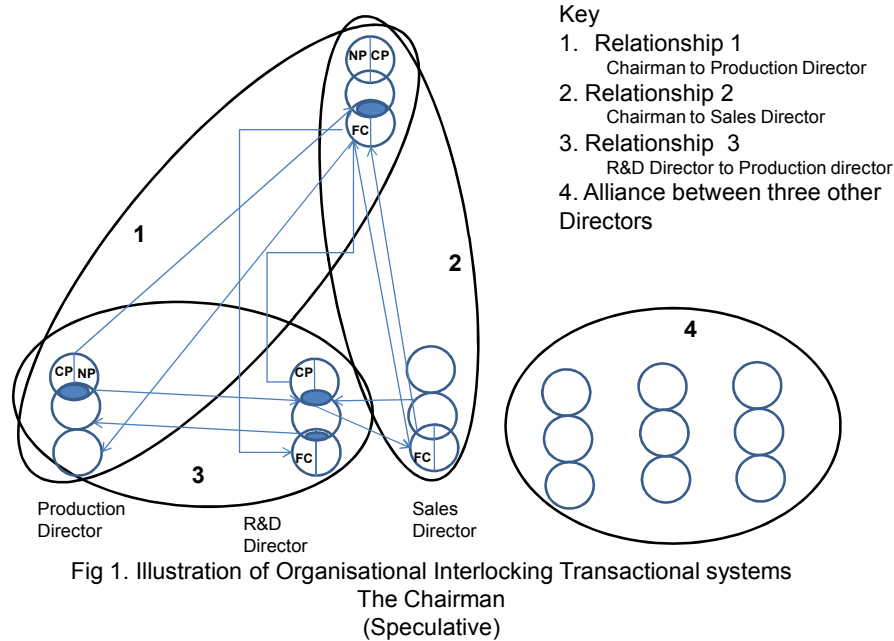 Key
1. Relationship 1
Chairman to Production Director
2. Relationship 2
Chairman to Sales Director
3. Relationship 3
R&D Director to Production director
4. Alliance between three other
Directors
NP CP
FC
1
2
4
CP NP
CP
FC
FC
3
Production
Director
R&D
Director
Sales
Director
Fig 1. Illustration of Organisational Interlocking Transactional systems
The Chairman
(Speculative)